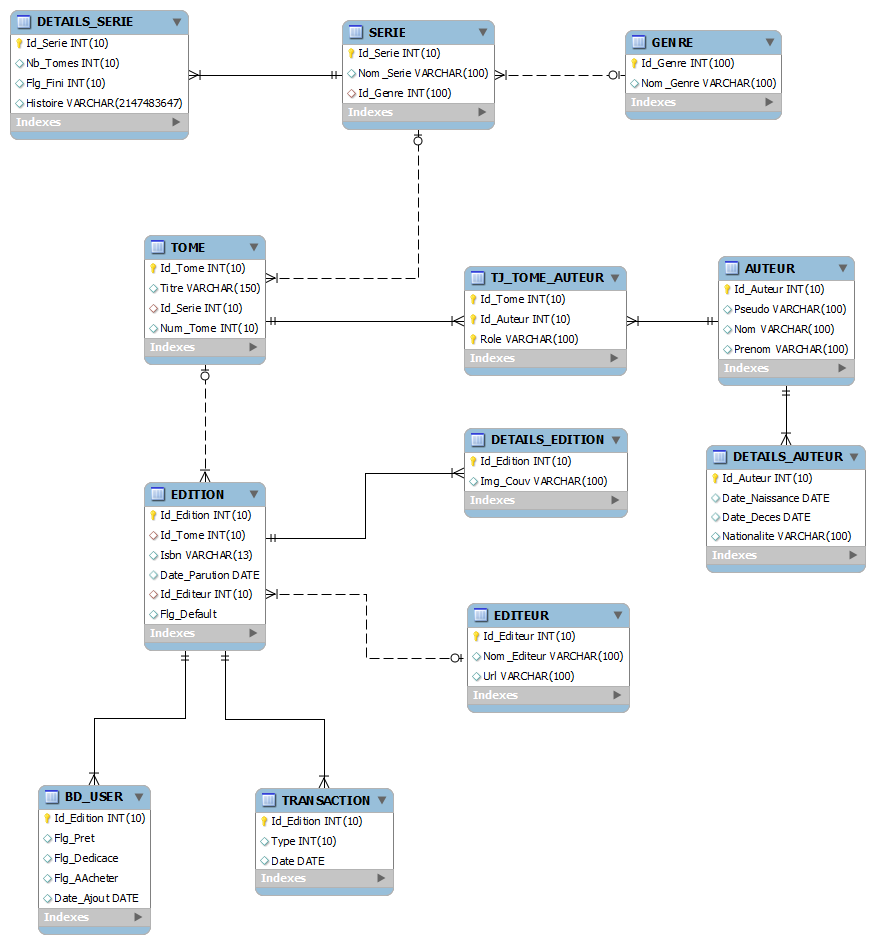 DETAILS_SERIE
Id_Serie INT(10)
Nb_Tomes INT(10)
Flg_Fini INT(10)
Histoire VARCHAR(2147483647)
Indexes
SERIE
Id_Serie INT(10)
Nom_Serie VARCHAR(100)
Id_Genre INT(100)
Indexes
GENRE
Id_Genre INT(100)
Nom_Genre VARCHAR(100)
Indexes
TOME
Id_Tome INT(10)
Titre VARCHAR(150)
Id_Serie INT(10)
Num_Tome INT(10)
Indexes
TJ_TOME_AUTEUR
Id_Tome INT(10)
Id_Auteur INT(10)
Role VARCHAR(100)
Indexes
AUTEUR
Id_Auteur INT(10)
Pseudo VARCHAR(100)
Nom VARCHAR(100)
Prenom VARCHAR(100)
Indexes
DETAILS_EDITION
Id_Edition INT(10)
Img_Couv VARCHAR(100)
Indexes
DETAILS_AUTEUR
Id_Auteur INT(10)
Date_Naissance DATE
Date_Deces DATE
Nationalite VARCHAR(100)
Indexes
EDITION
Id_Edition INT(10)
Id_Tome INT(10)
Isbn VARCHAR(13)
Date_Parution DATE
Id_Editeur INT(10)
Flg_Default
Indexes
EDITEUR
Id_Editeur INT(10)
Nom_Editeur VARCHAR(100)
Url VARCHAR(100)
Indexes
BD_USER
Id_Edition INT(10)
Flg_Pret
Flg_Dedicace
Flg_AAcheter
Date_Ajout DATE
Indexes
TRANSACTION
Id_Edition INT(10)
Type INT(10)
Date DATE
Indexes